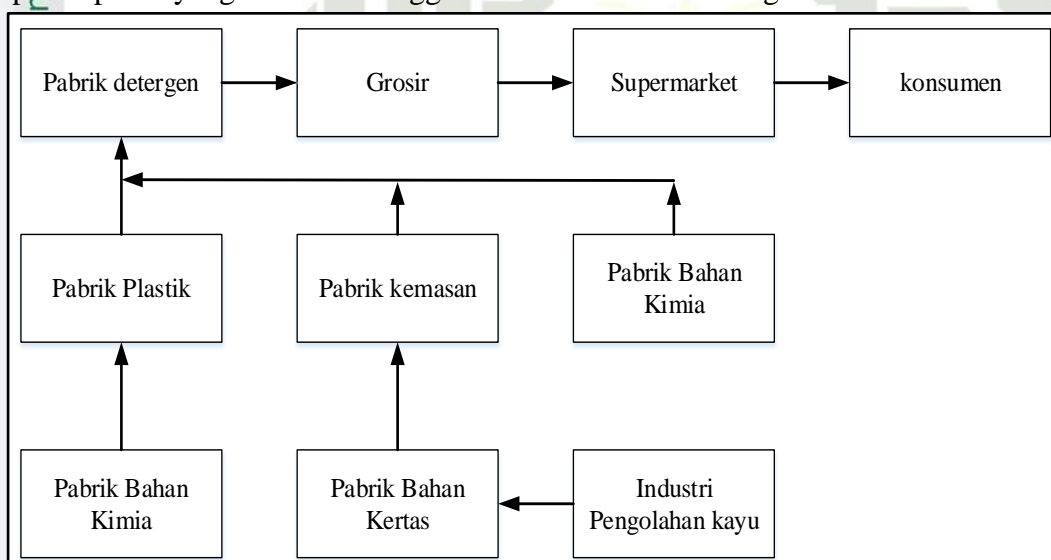 Pabrik detergen
Grosir
Supermarket
konsumen
Pabrik Plastik
Pabrik kemasan
Pabrik Bahan
Kimia
Pabrik Bahan
Kimia
Pabrik Bahan
Kertas
Industri
Pengolahan kayu